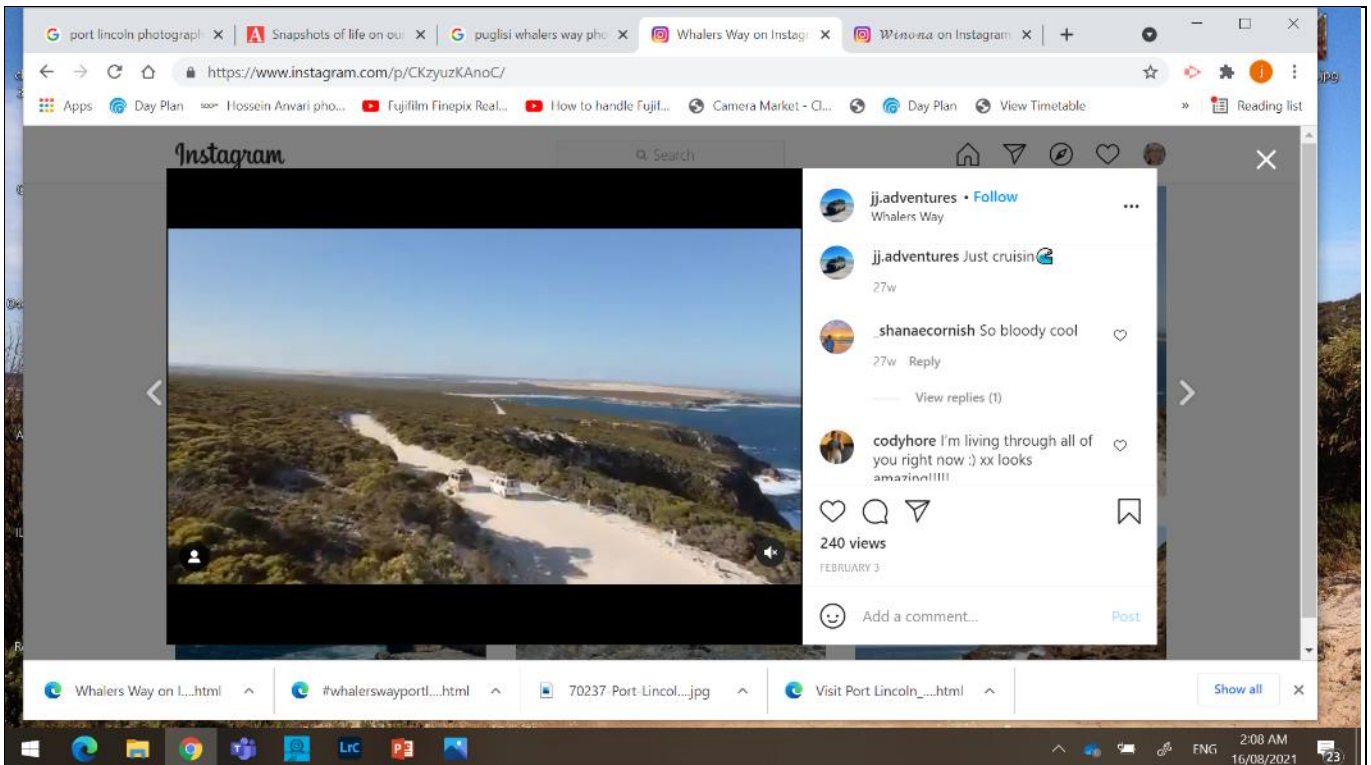 port lincoln photograph
Snapshots of life on our
puglisi whalers way pho
Whalers Way on Instag
Winona on Instagram
https://www.instagram.com/p/CKzyuzKAnoC/
Apps
Day Plan
Hossein Anvari pho...
Fujifilm Finepix Real...
How to handle Fujif...
Camera Market - Cl...
Day Plan
View Timetable
»
Reading list
Instagram
Search
jj.adventures • Follow
Whalers Way
jj.adventures Just cruisin🌊
27w
_shanaecornish So bloody cool
27w Reply
View replies (1)
codyhore I'm living through all of
you right now :) xx looks
amazing!!!!!
240 views
FEBRUARY 3
Add a comment...
Post
Whalers Way on I....html
#whalerswayportl....html
70237-Port-Lincol....jpg
Visit Port Lincoln_....html
Show all
LrC
ENG
2:08 AM
16/08/2021
23